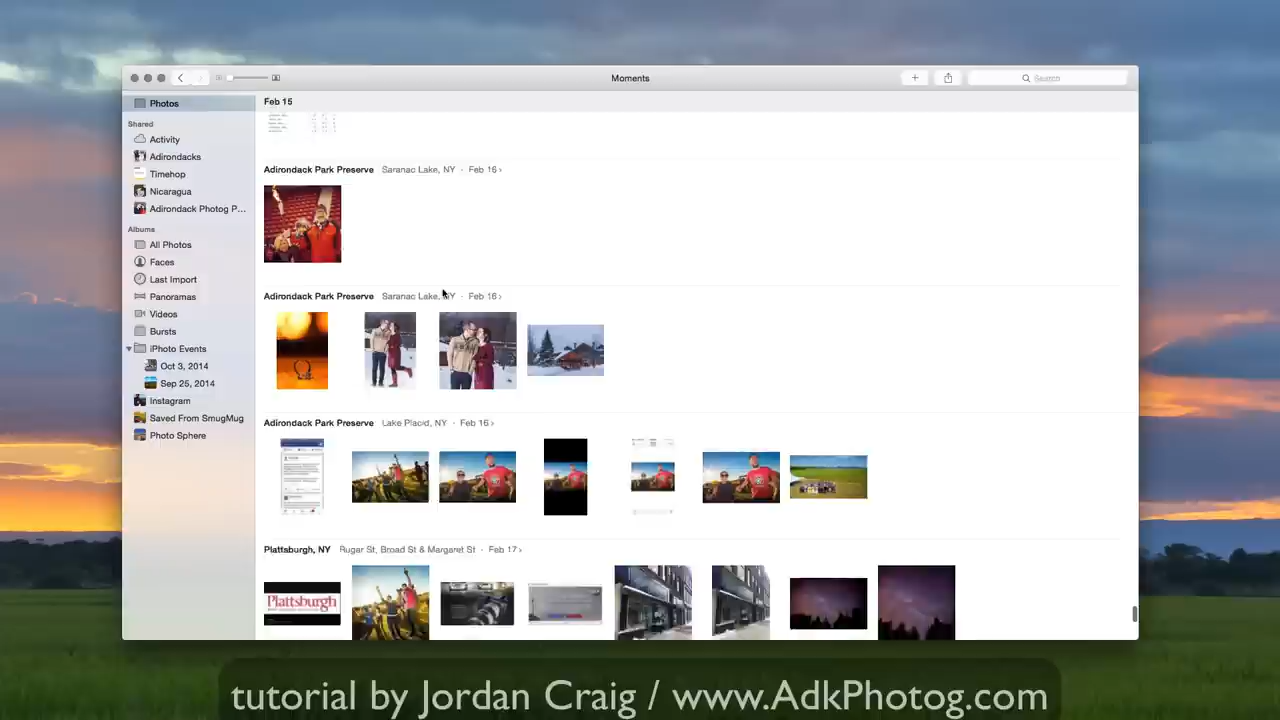 Moments
Search
Photos
Shared
Activity
Adirondacks
Timehop
Nicaragua
Adirondack Photog P...
Albums
All Photos
Faces
Last Import
Panoramas
Videos
Bursts
iPhoto Events
Oct 3, 2014
Sep 25, 2014
Instagram
Saved From SmugMug
Photo Sphere
Feb 15
Adirondack Park Preserve Saranac Lake, NY · Feb 16 ›
Adirondack Park Preserve Saranac Lake, NY · Feb 16 ›
Adirondack Park Preserve Lake Placid, NY · Feb 16 ›
Plattsburgh, NY Rugar St, Broad St & Margaret St · Feb 17 ›
Plattsburgh
tutorial by Jordan Craig / www.AdkPhotog.com